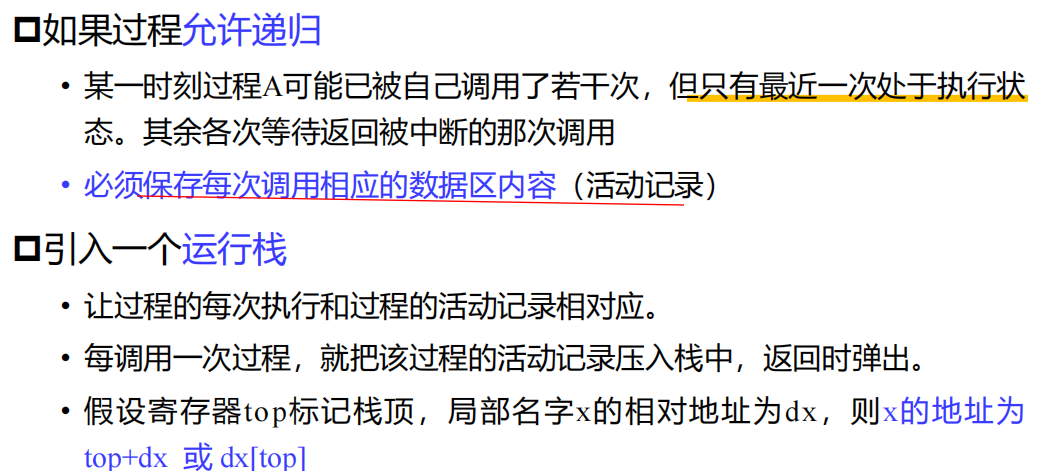 如果过程允许递归
• 某一时刻过程A可能已被自己调用了若干次，但只有最近一次处于执行状
态。其余各次等待返回被中断的那次调用
• 必须保存每次调用相应的数据区内容（活动记录）
引入一个运行栈
• 让过程的每次执行和过程的活动记录相对应。
• 每调用一次过程，就把该过程的活动记录压入栈中，返回时弹出。
• 假设寄存器top标记栈顶，局部名字x的相对地址为dx，则x的地址为
top+dx 或 dx[top]